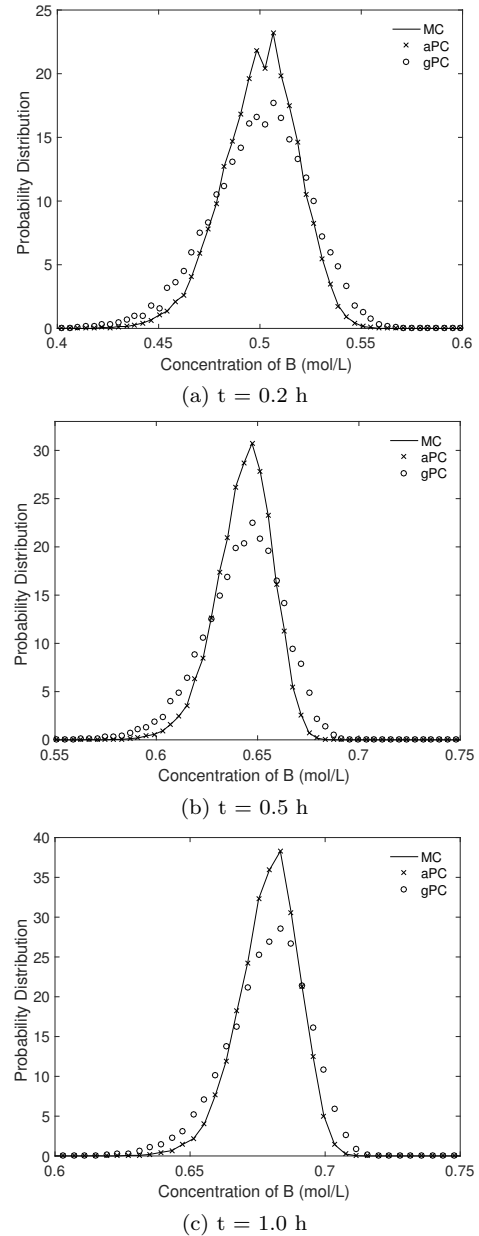 25
20
15
10
5
0
Probability Distribution
MC
aPC
gPC
0.4
0.45
0.5
0.55
0.6
Concentration of B (mol/L)
(a) t = 0.2 h
30
25
20
15
10
5
0
Probability Distribution
MC
aPC
gPC
0.55
0.6
0.65
0.7
0.75
Concentration of B (mol/L)
(b) t = 0.5 h
40
35
30
25
20
15
10
5
0
Probability Distribution
MC
aPC
gPC
0.6
0.65
0.7
0.75
Concentration of B (mol/L)
(c) t = 1.0 h